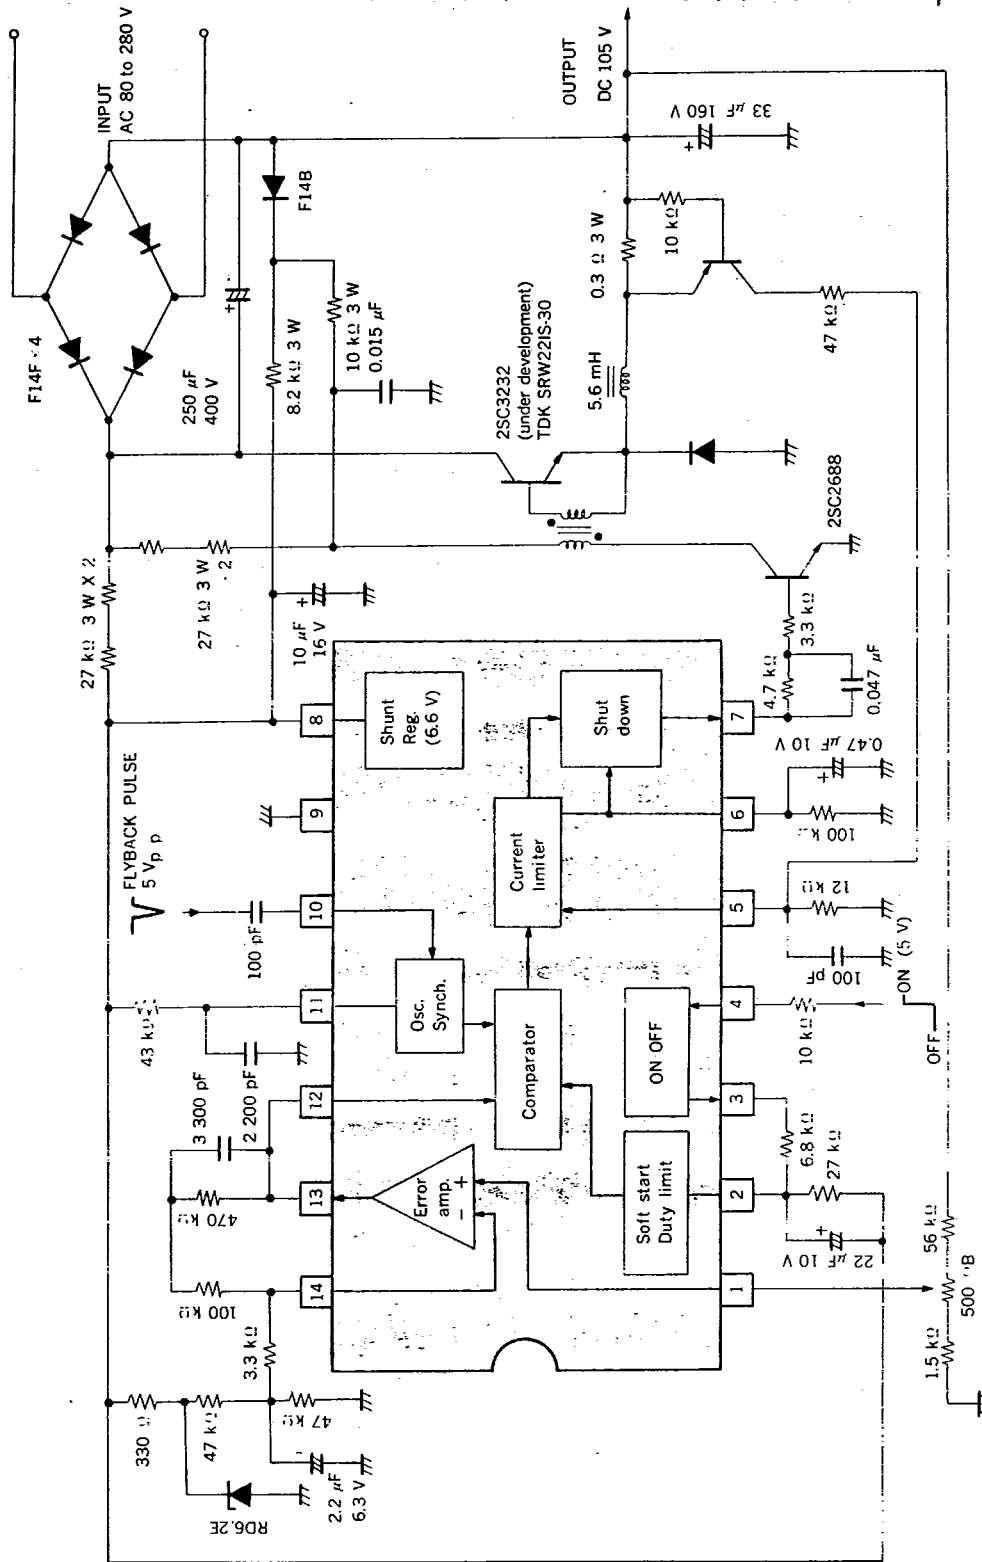 INPUT
AC 80 to 280 V
F14F × 4
250 µF
400 V
F14B
8.2 kΩ 3 W
10 kΩ 3 W
0.015 µF
OUTPUT
DC 105 V
33 µF 160 V
0.3 Ω 3 W
10 kΩ
47 kΩ
2SC3232
(under development)
TDK SRW22IS-30
5.6 mH
2SC2688
27 kΩ 3 W X 2
27 kΩ 3 W
2
10 µF
16 V
3.3 kΩ
4.7 kΩ
0.047 µF
FLYBACK PULSE
5 Vp p
100 pF
43 kΩ
2 200 pF
3 300 pF
470 kΩ
100 kΩ
3.3 kΩ
330 Ω
47 kΩ
47 kΩ
2.2 µF
6.3 V
RD6.2E
8
9
10
11
12
13
14
Shunt
Reg.
(6.6 V)
Shut
down
Current
limiter
Osc.
Synch.
Comparator
ON OFF
Error
amp.
−
+
Soft start
Duty limit
7
6
5
4
3
2
1
0.47 µF 10 V
100 kΩ
12 kΩ
100 pF
10 kΩ
ON (5 V)
OFF
6.8 kΩ
27 kΩ
22 µF 10 V
56 kΩ
500 ΩB
1.5 kΩ